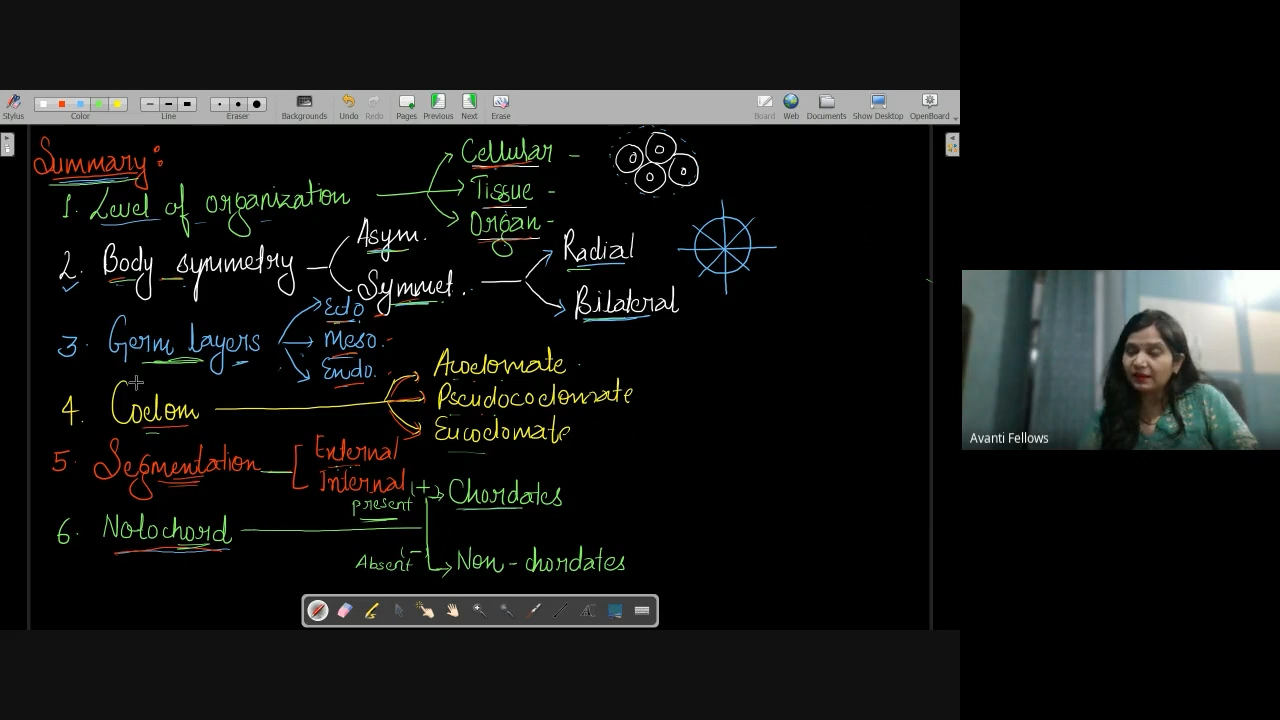 Stylus
Color
Line
Eraser
Backgrounds
Undo
Redo
Pages
Previous
Next
Erase
Board
Web
Documents
Show Desktop
OpenBoard
Summary:
1. Level of organization
Cellular -
Tissue -
Organ -
2. Body symmetry
Asym.
Symmet.
Radial
Bilateral
3. Germ layers
Ecto
Meso.
Endo.
4. Coelom
Acoelomate
Pseudocoelomate
Eucoelomate
5. Segmentation
External
Internal
6. Notochord
present (+)
Chordates
Absent (-)
Non-chordates
Avanti Fellows